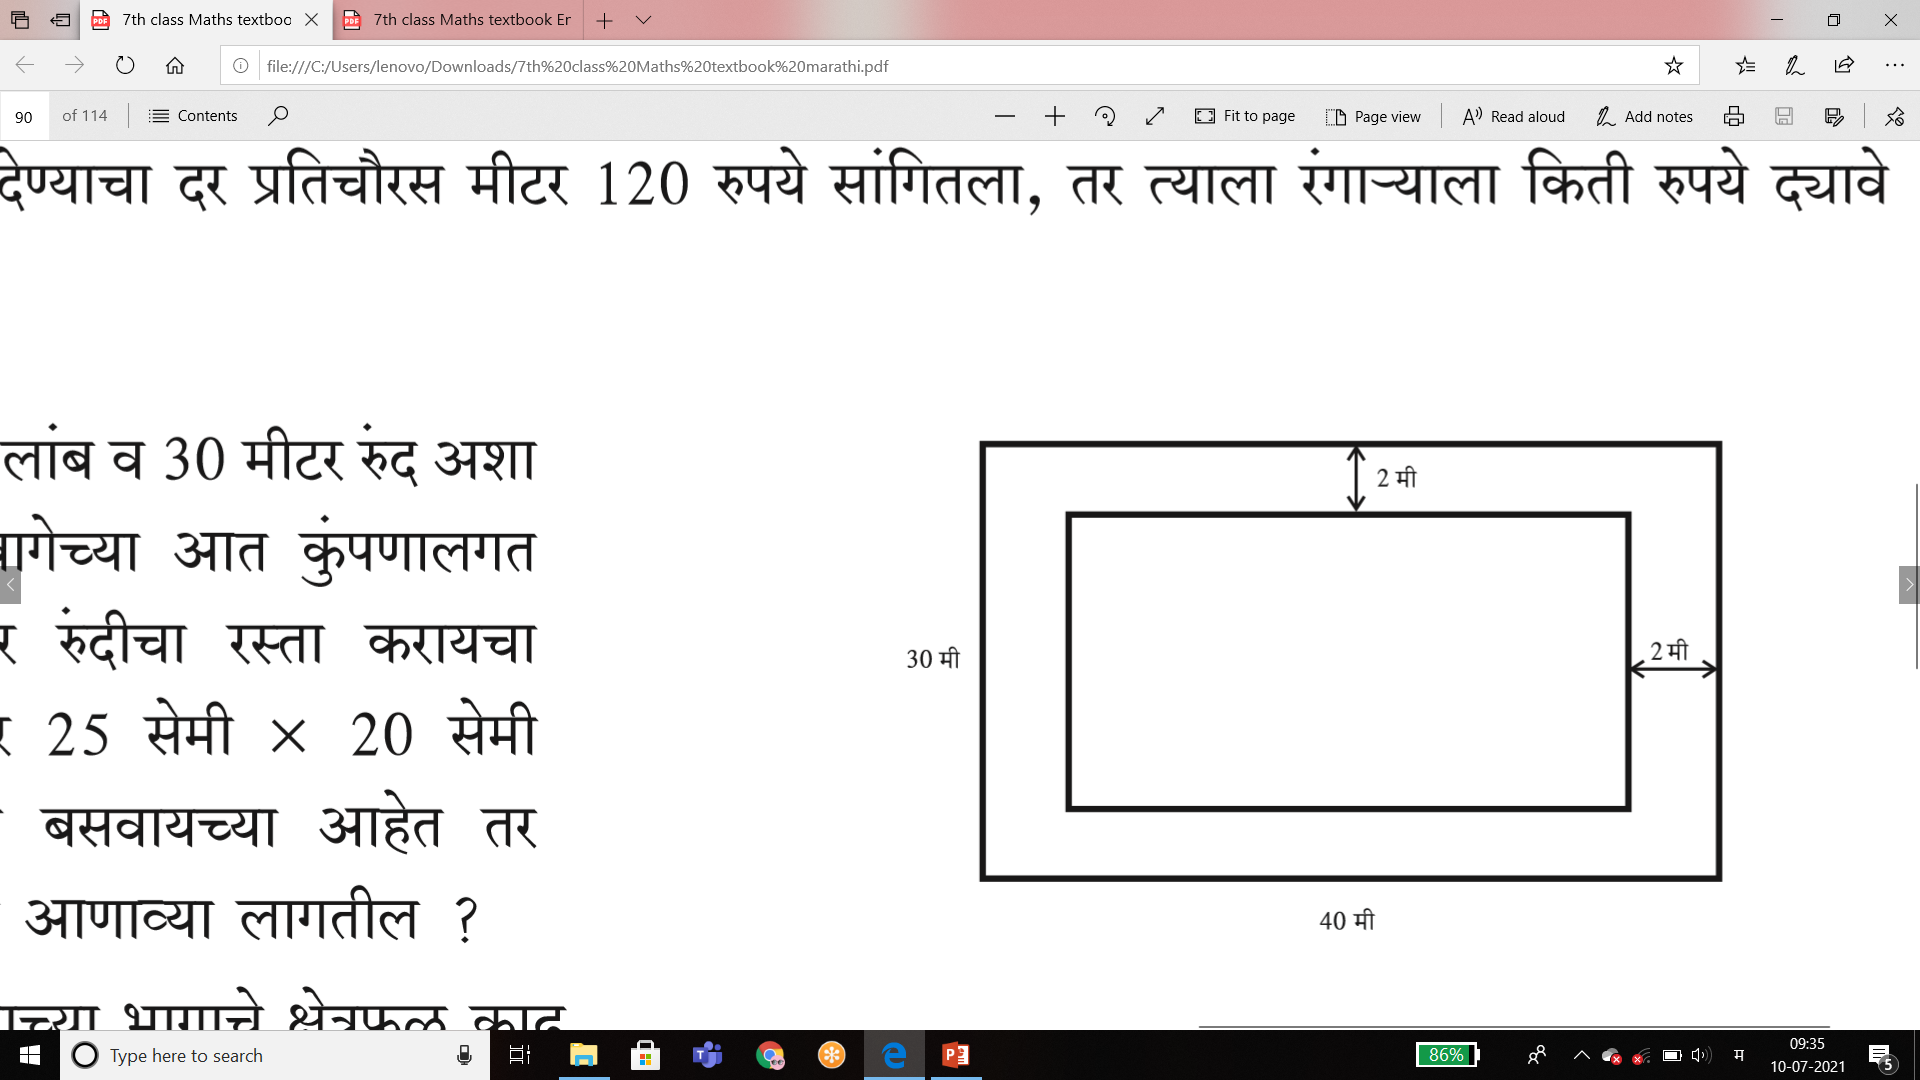 7th class Maths textboo
7th class Maths textbook Er
file:///C:/Users/lenovo/Downloads/7th%20class%20Maths%20textbook%20marathi.pdf
90 of 114 Contents Fit to page Page view Read aloud Add notes
देण्याचा दर प्रतिचौरस मीटर 120 रुपये सांगितला, तर त्याला रंगाऱ्याला किती रुपये द्यावे
लांब व 30 मीटर रुंद अशा
आत कुंपणालगत
रुंदीचा रस्ता करायचा
25 सेमी × 20 सेमी
बसवायच्या आहेत तर
आणाव्या लागतील ?
भागाचे क्षेत्रफळ काढा
2 मी
2 मी
30 मी
40 मी
Type here to search
86%
म
09:35
10-07-2021
5